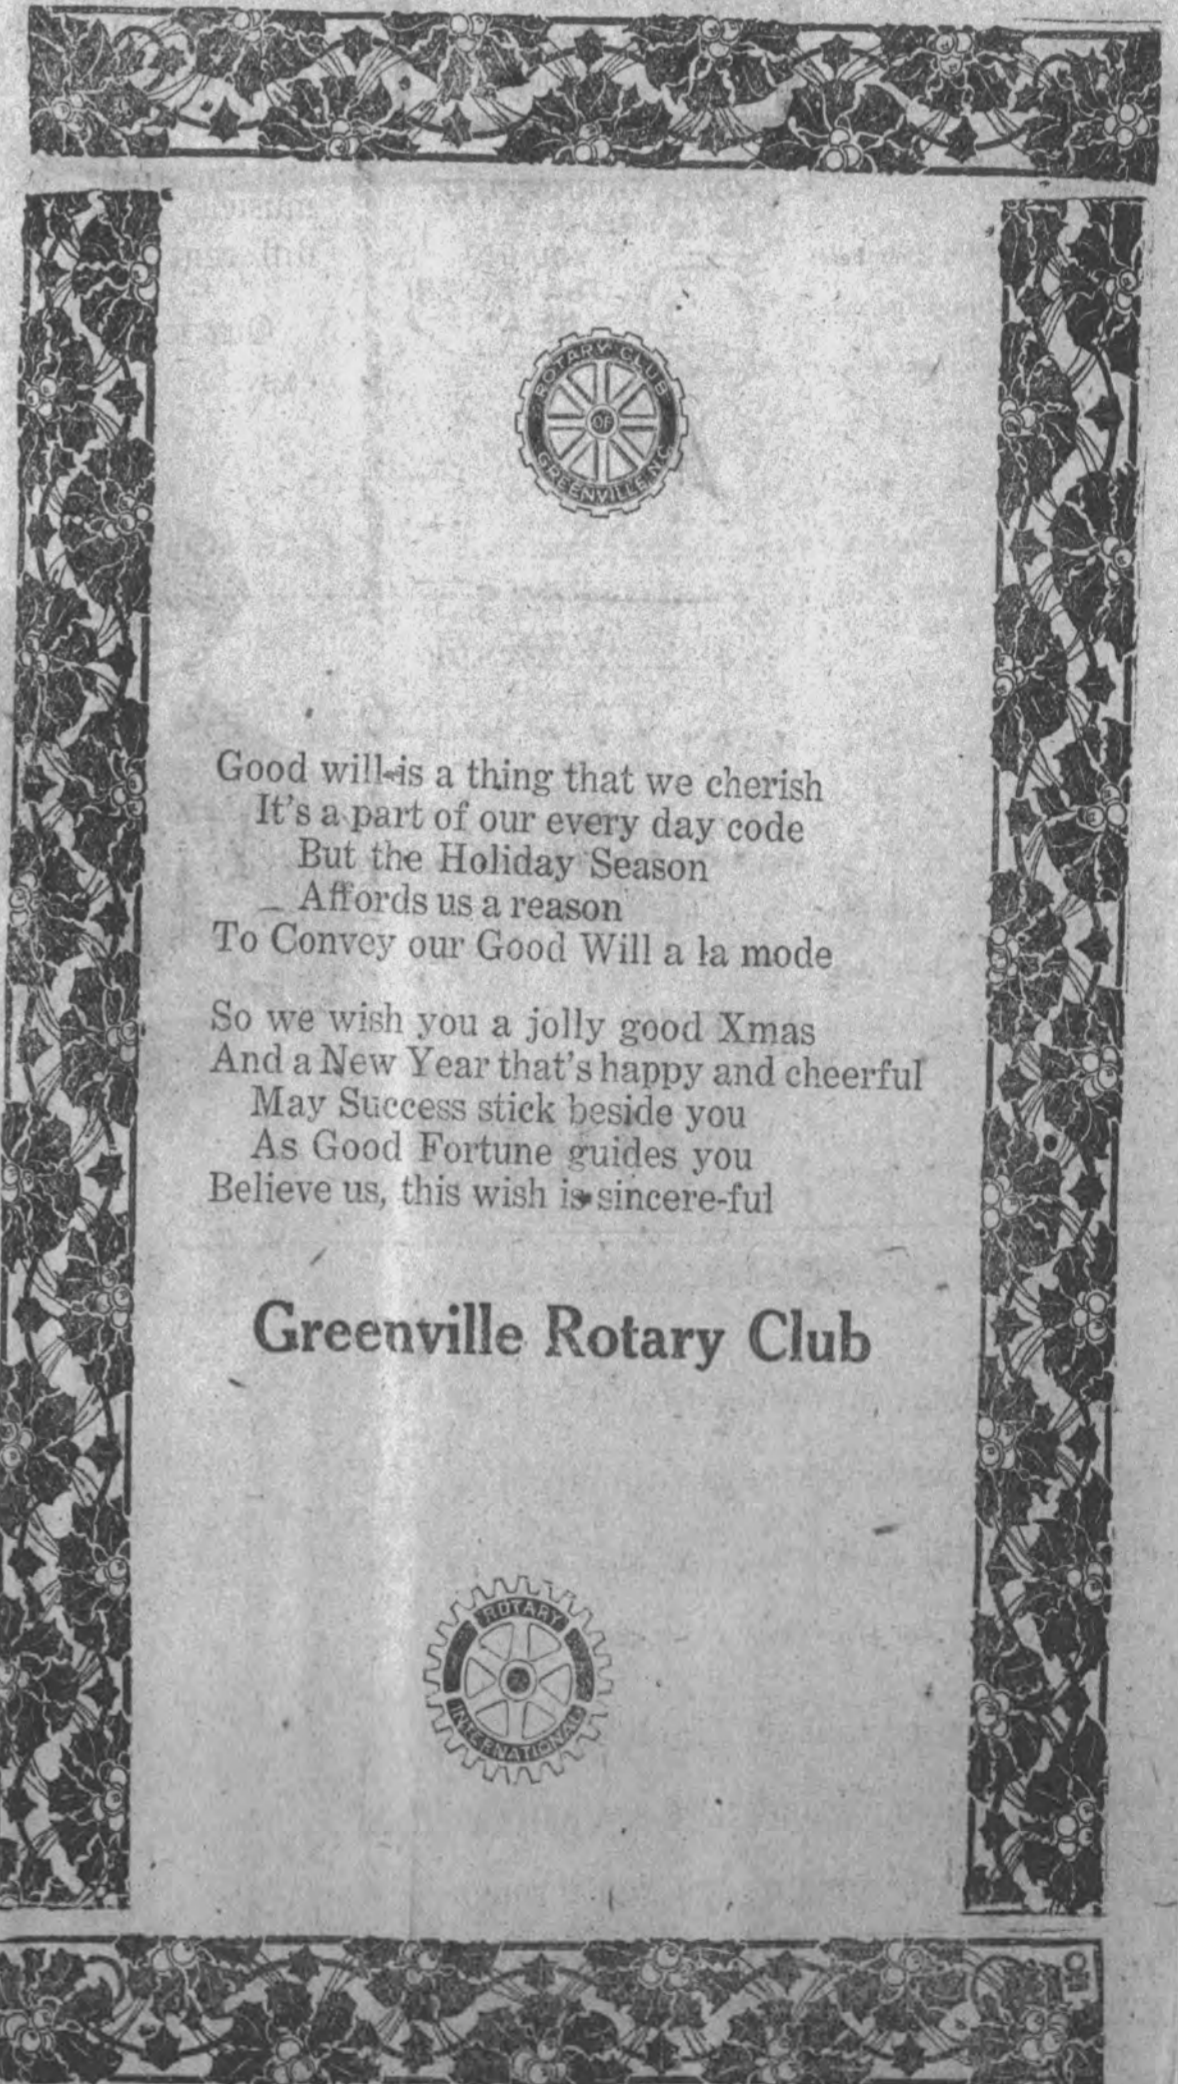 ROTARY CLUB
OF
GREENVILLE, N.C.
Good will is a thing that we cherish
It's a part of our every day code
But the Holiday Season
Affords us a reason
To Convey our Good Will a la mode
So we wish you a jolly good Xmas
And a New Year that's happy and cheerful
May Success stick beside you
As Good Fortune guides you
Believe us, this wish is sincere-ful
Greenville Rotary Club
ROTARY
INTERNATIONAL